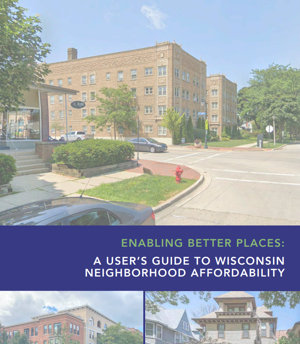 ENABLING BETTER PLACES:
A USER'S GUIDE TO WISCONSIN
NEIGHBORHOOD AFFORDABILITY